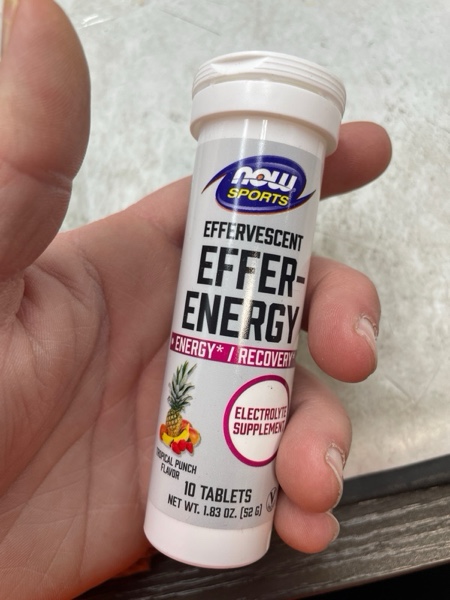 now
SPORTS
EFFERVESCENT
EFFER-
ENERGY
ENERGY* / RECOVERY
ELECTROLYTE
SUPPLEMENT
TROPICAL PUNCH
FLAVOR
10 TABLETS
NET WT. 1.83 OZ. (52 G)
V